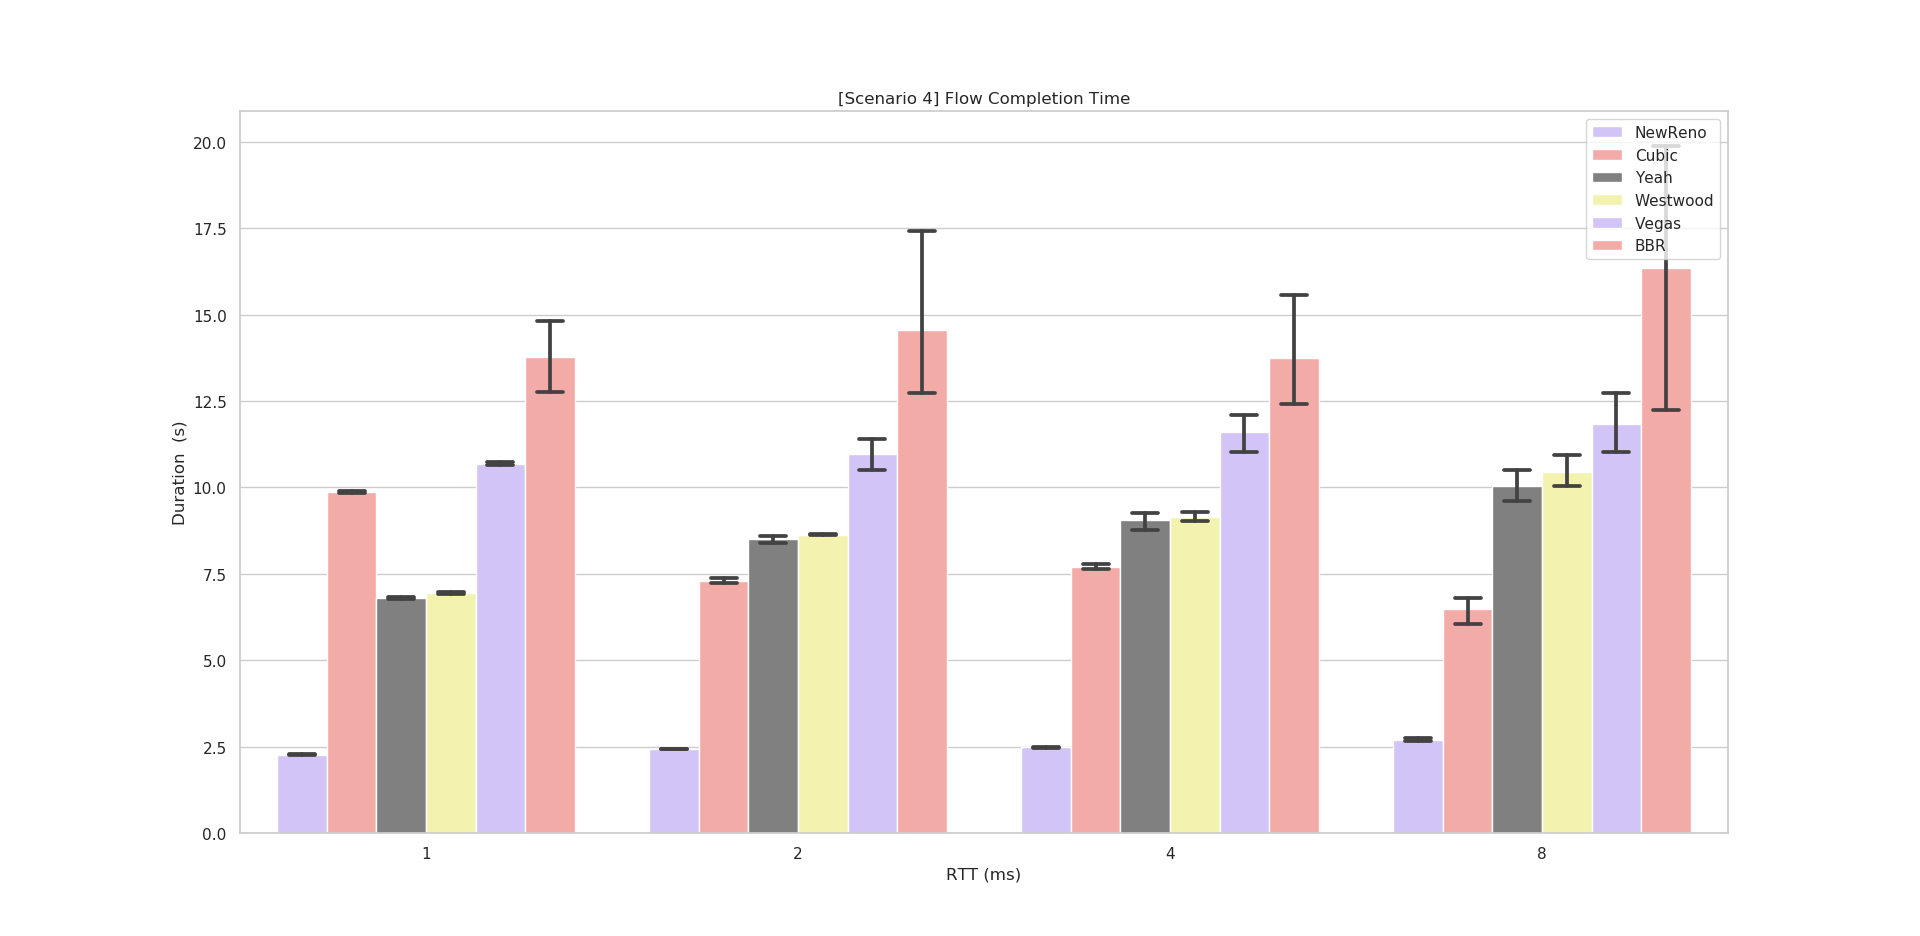 [Scenario 4] Flow Completion Time
20.0
17.5
15.0
12.5
10.0
7.5
5.0
2.5
0.0
Duration  (s)
NewReno
Cubic
Yeah
Westwood
Vegas
BBR
1
2
4
8
RTT (ms)